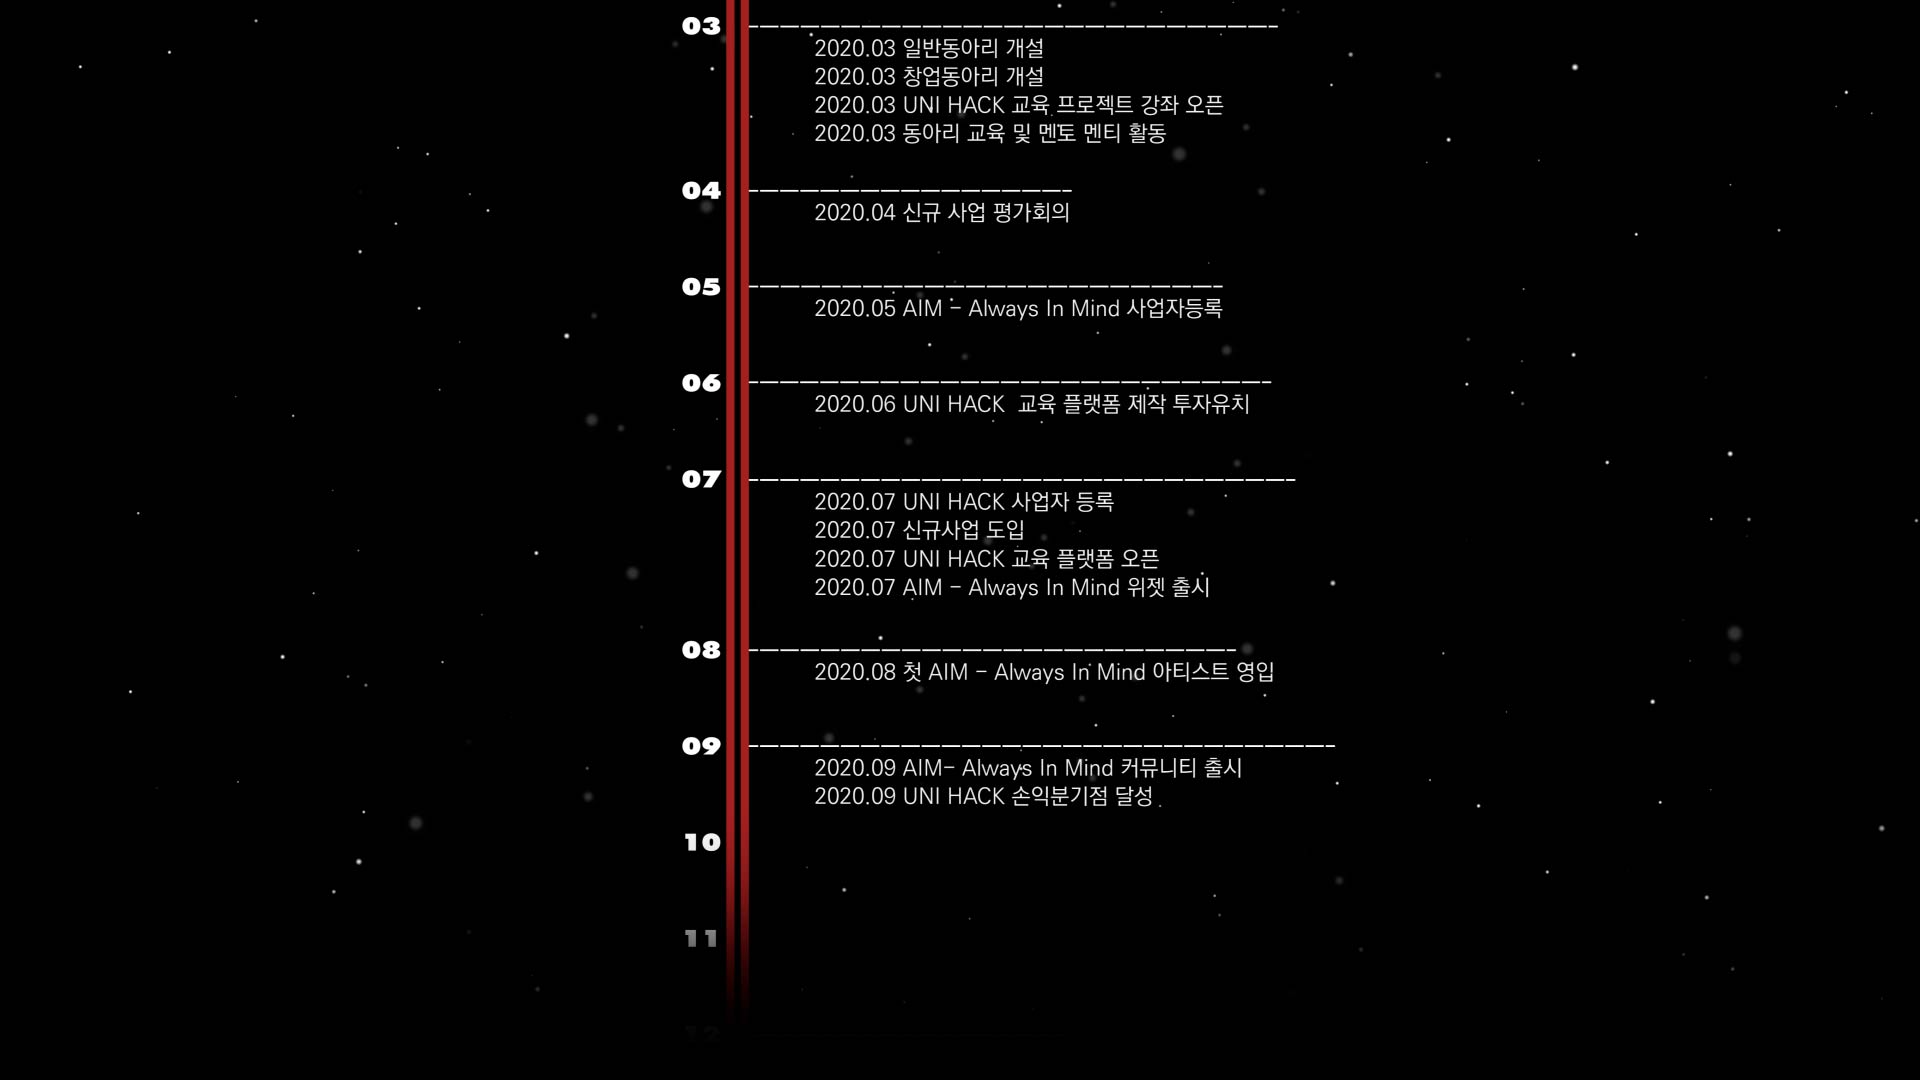 03
2020.03 일반동아리 개설
2020.03 창업동아리 개설
2020.03 UNI HACK 교육 프로젝트 강좌 오픈
2020.03 동아리 교육 및 멘토 멘티 활동
04
2020.04 신규 사업 평가회의
05
2020.05 AIM - Always In Mind 사업자등록
06
2020.06 UNI HACK 교육 플랫폼 제작 투자유치
07
2020.07 UNI HACK 사업자 등록
2020.07 신규사업 도입
2020.07 UNI HACK 교육 플랫폼 오픈
2020.07 AIM - Always In Mind 위젯 출시
08
2020.08 첫 AIM - Always In Mind 아티스트 영입
09
2020.09 AIM- Always In Mind 커뮤니티 출시
2020.09 UNI HACK 손익분기점 달성
10
11
12